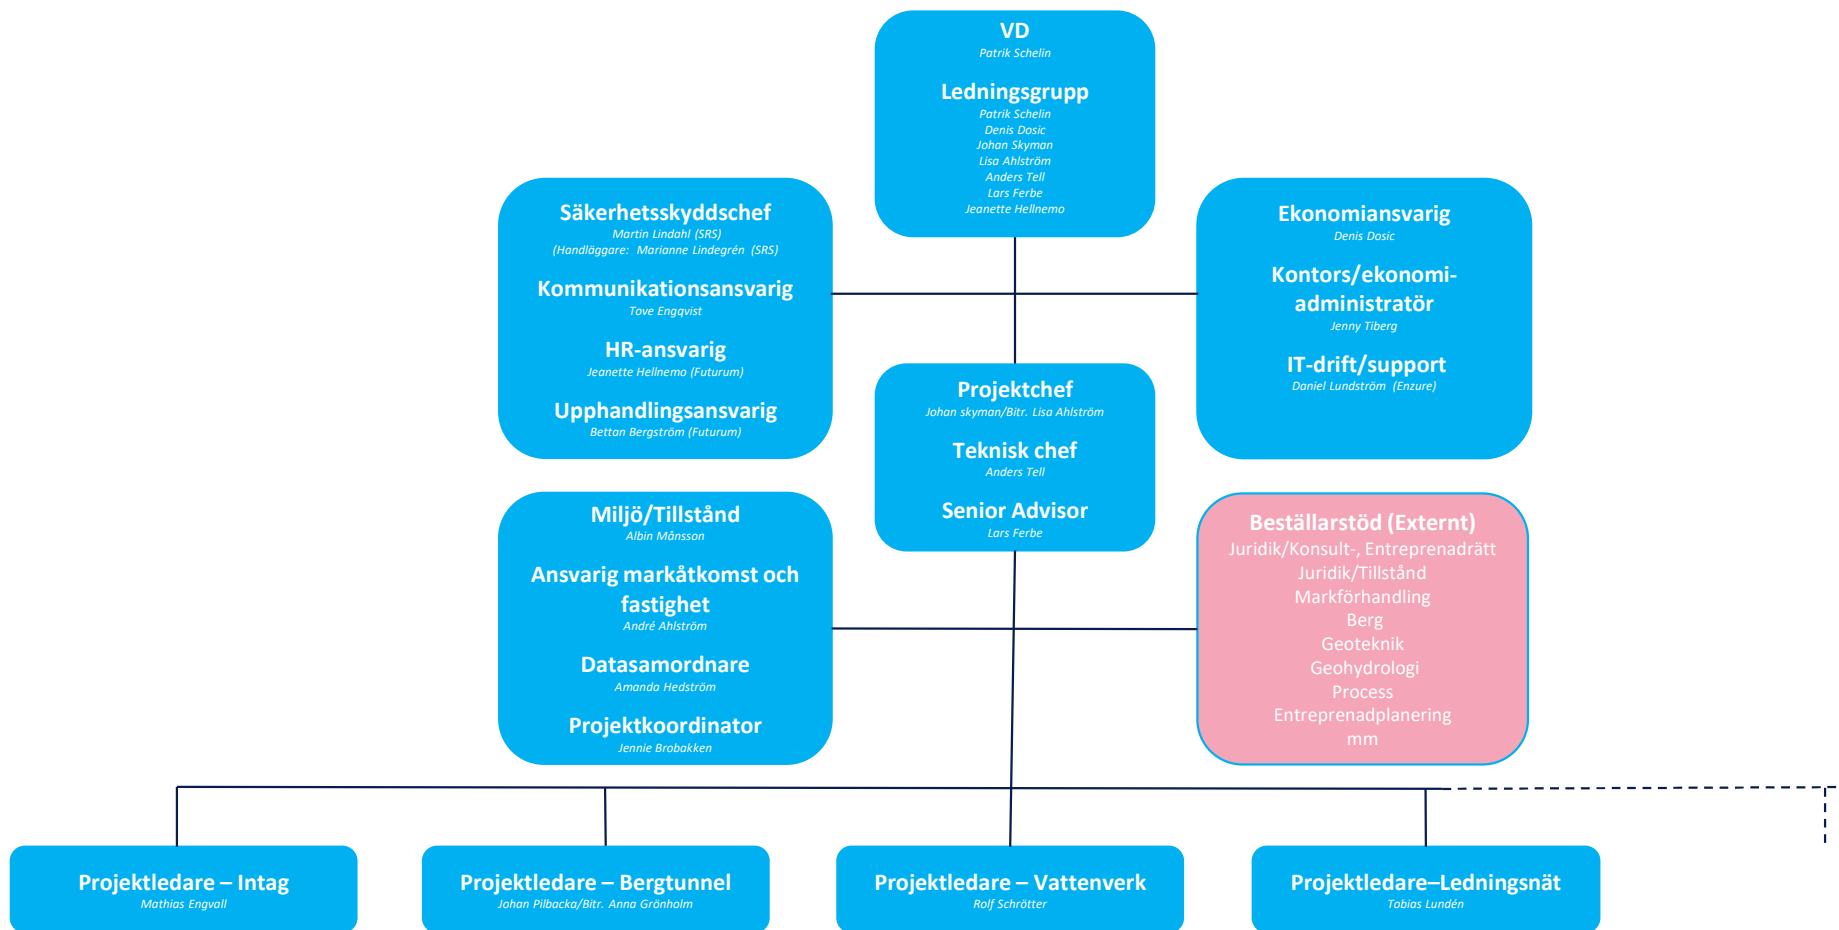 VD
Patrik Schelin
Ledningsgrupp
Patrik Schelin
Denis Dosic
Johan Skyman
Lisa Ahlström
Anders Tell
Lars Ferbe
Jeanette Hellnemo
Säkerhetsskyddschef
Martin Lindahl (SRS)
(Handläggare: Marianne Lindegrén (SRS)
Kommunikationsansvarig
Tove Engqvist
HR-ansvarig
Jeanette Hellnemo (Futurum)
Upphandlingsansvarig
Bettan Bergström (Futurum)
Ekonomiansvarig
Denis Dosic
Kontors/ekonomi-
administratör
Jenny Tiberg
IT-drift/support
Daniel Lundström (Enzure)
Projektchef
Johan skyman/Bitr. Lisa Ahlström
Teknisk chef
Anders Tell
Senior Advisor
Lars Ferbe
Miljö/Tillstånd
Albin Månsson
Ansvarig markåtkomst och
fastighet
André Ahlström
Datasamordnare
Amanda Hedström
Projektkoordinator
Jennie Brobakken
Beställarstöd (Externt)
Juridik/Konsult-, Entreprenadrätt
Juridik/Tillstånd
Markförhandling
Berg
Geoteknik
Geohydrologi
Process
Entreprenadplanering
mm
Projektledare – Intag
Mathias Engvall
Projektledare – Bergtunnel
Johan Pilbacka/Bitr. Anna Grönholm
Projektledare – Vattenverk
Rolf Schrötter
Projektledare–Ledningsnät
Tobias Lundén